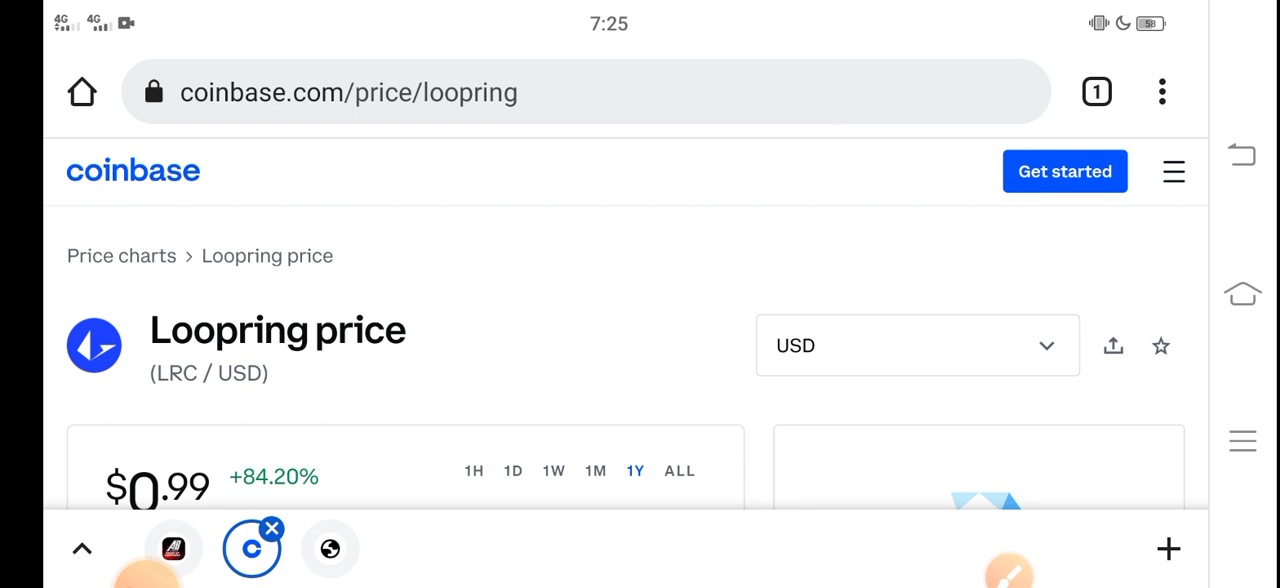 4G 4G 7:25 58
coinbase.com/price/loopring 1
coinbase Get started
Price charts > Loopring price
Loopring price
(LRC / USD)
USD
$0.99 +84.20% 1H 1D 1W 1M 1Y ALL